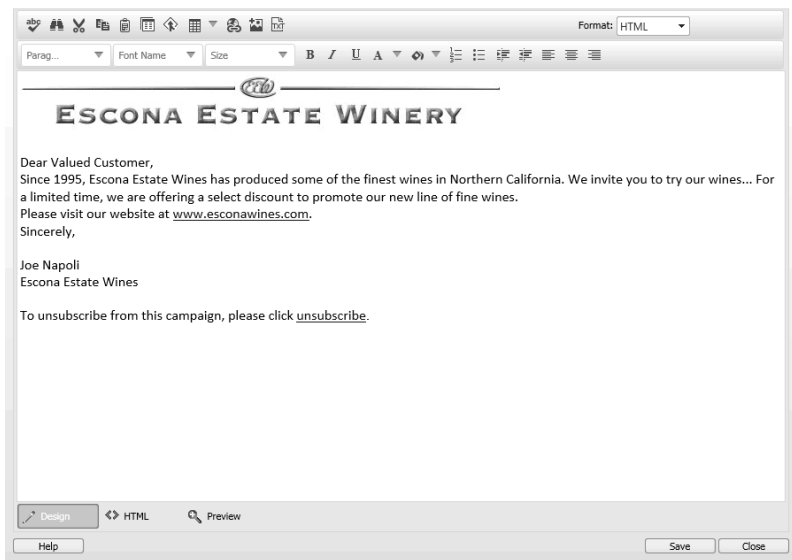 abc
TXT
Format: HTML
Parag... Font Name Size B I U A
EEW
ESCONA ESTATE WINERY
Dear Valued Customer,
Since 1995, Escona Estate Wines has produced some of the finest wines in Northern California. We invite you to try our wines... For
a limited time, we are offering a select discount to promote our new line of fine wines.
Please visit our website at www.esconawines.com.
Sincerely,
Joe Napoli
Escona Estate Wines
To unsubscribe from this campaign, please click unsubscribe.
Design HTML Preview
Help Save Close